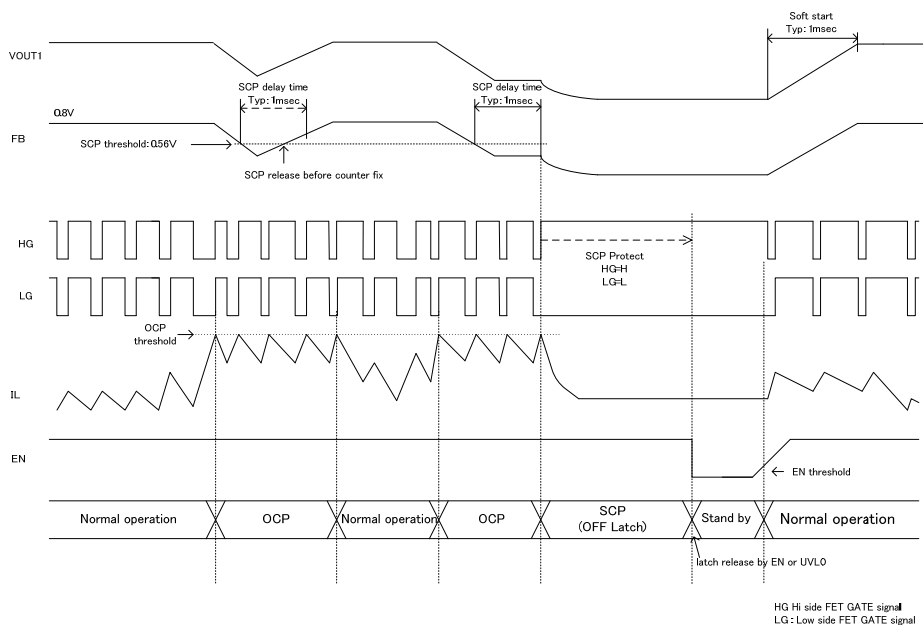 Soft start
Typ: 1msec
VOUT1
SCP delay time
Typ: 1msec
SCP delay time
Typ: 1msec
0.8V
FB
SCP threshold: 0.56V
SCP release before counter fix
HG
SCP Protect
HG=H
LG=L
LG
OCP
threshold
IL
EN
EN threshold
Normal operation
OCP
Normal operation
OCP
SCP
(OFF Latch)
Stand by
Normal operation
latch release by EN or UVLO
HG Hi side FET GATE signal
LG : Low side FET GATE signal